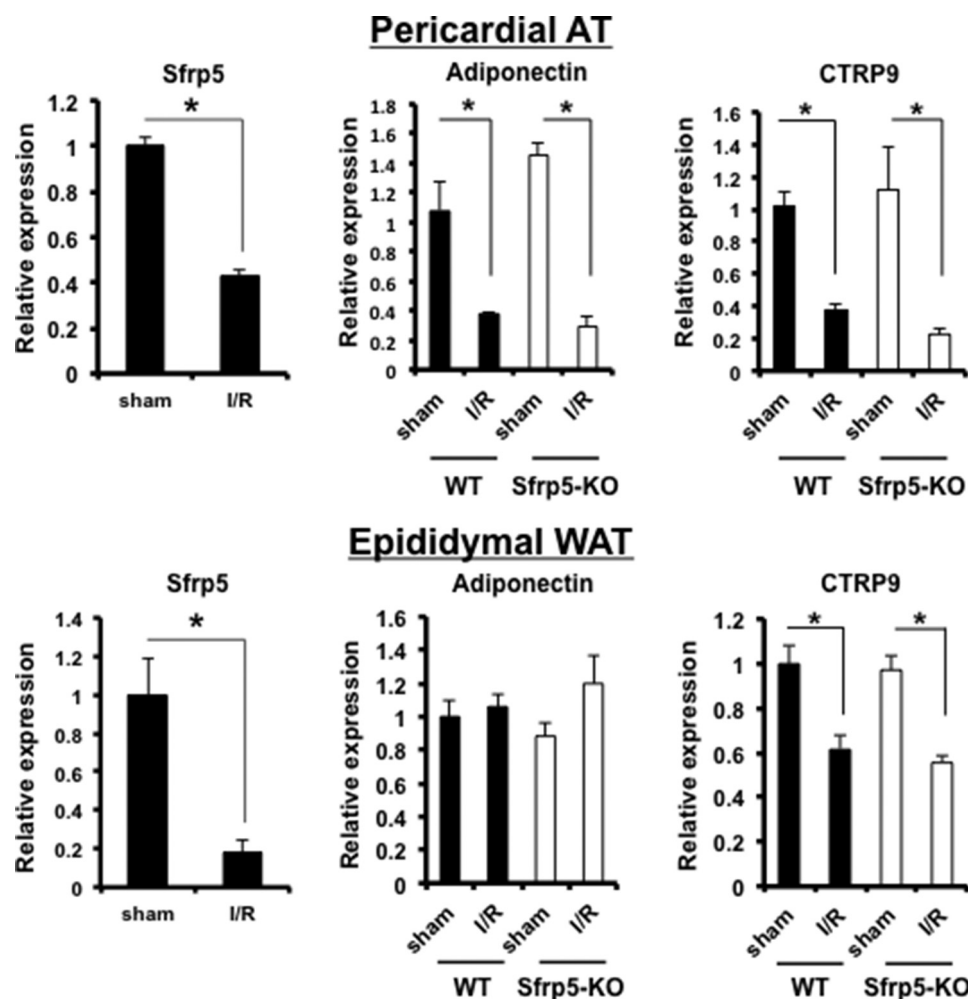 Pericardial AT
Sfrp5
Relative expression
1.2
1
0.8
0.6
0.4
0.2
0
*
sham I/R
Adiponectin
Relative expression
1.8
1.6
1.4
1.2
1
0.8
0.6
0.4
0.2
0
* *
sham I/R sham I/R
WT Sfrp5-KO
CTRP9
Relative expression
1.6
1.4
1.2
1
0.8
0.6
0.4
0.2
0
* *
sham I/R sham I/R
WT Sfrp5-KO
Epididymal WAT
Sfrp5
Relative expression
1.4
1.2
1
0.8
0.6
0.4
0.2
0
*
sham I/R
Adiponectin
Relative expression
1.6
1.4
1.2
1
0.8
0.6
0.4
0.2
0
sham I/R sham I/R
WT Sfrp5-KO
CTRP9
Relative expression
1.2
1
0.8
0.6
0.4
0.2
0
* *
sham I/R sham I/R
WT Sfrp5-KO